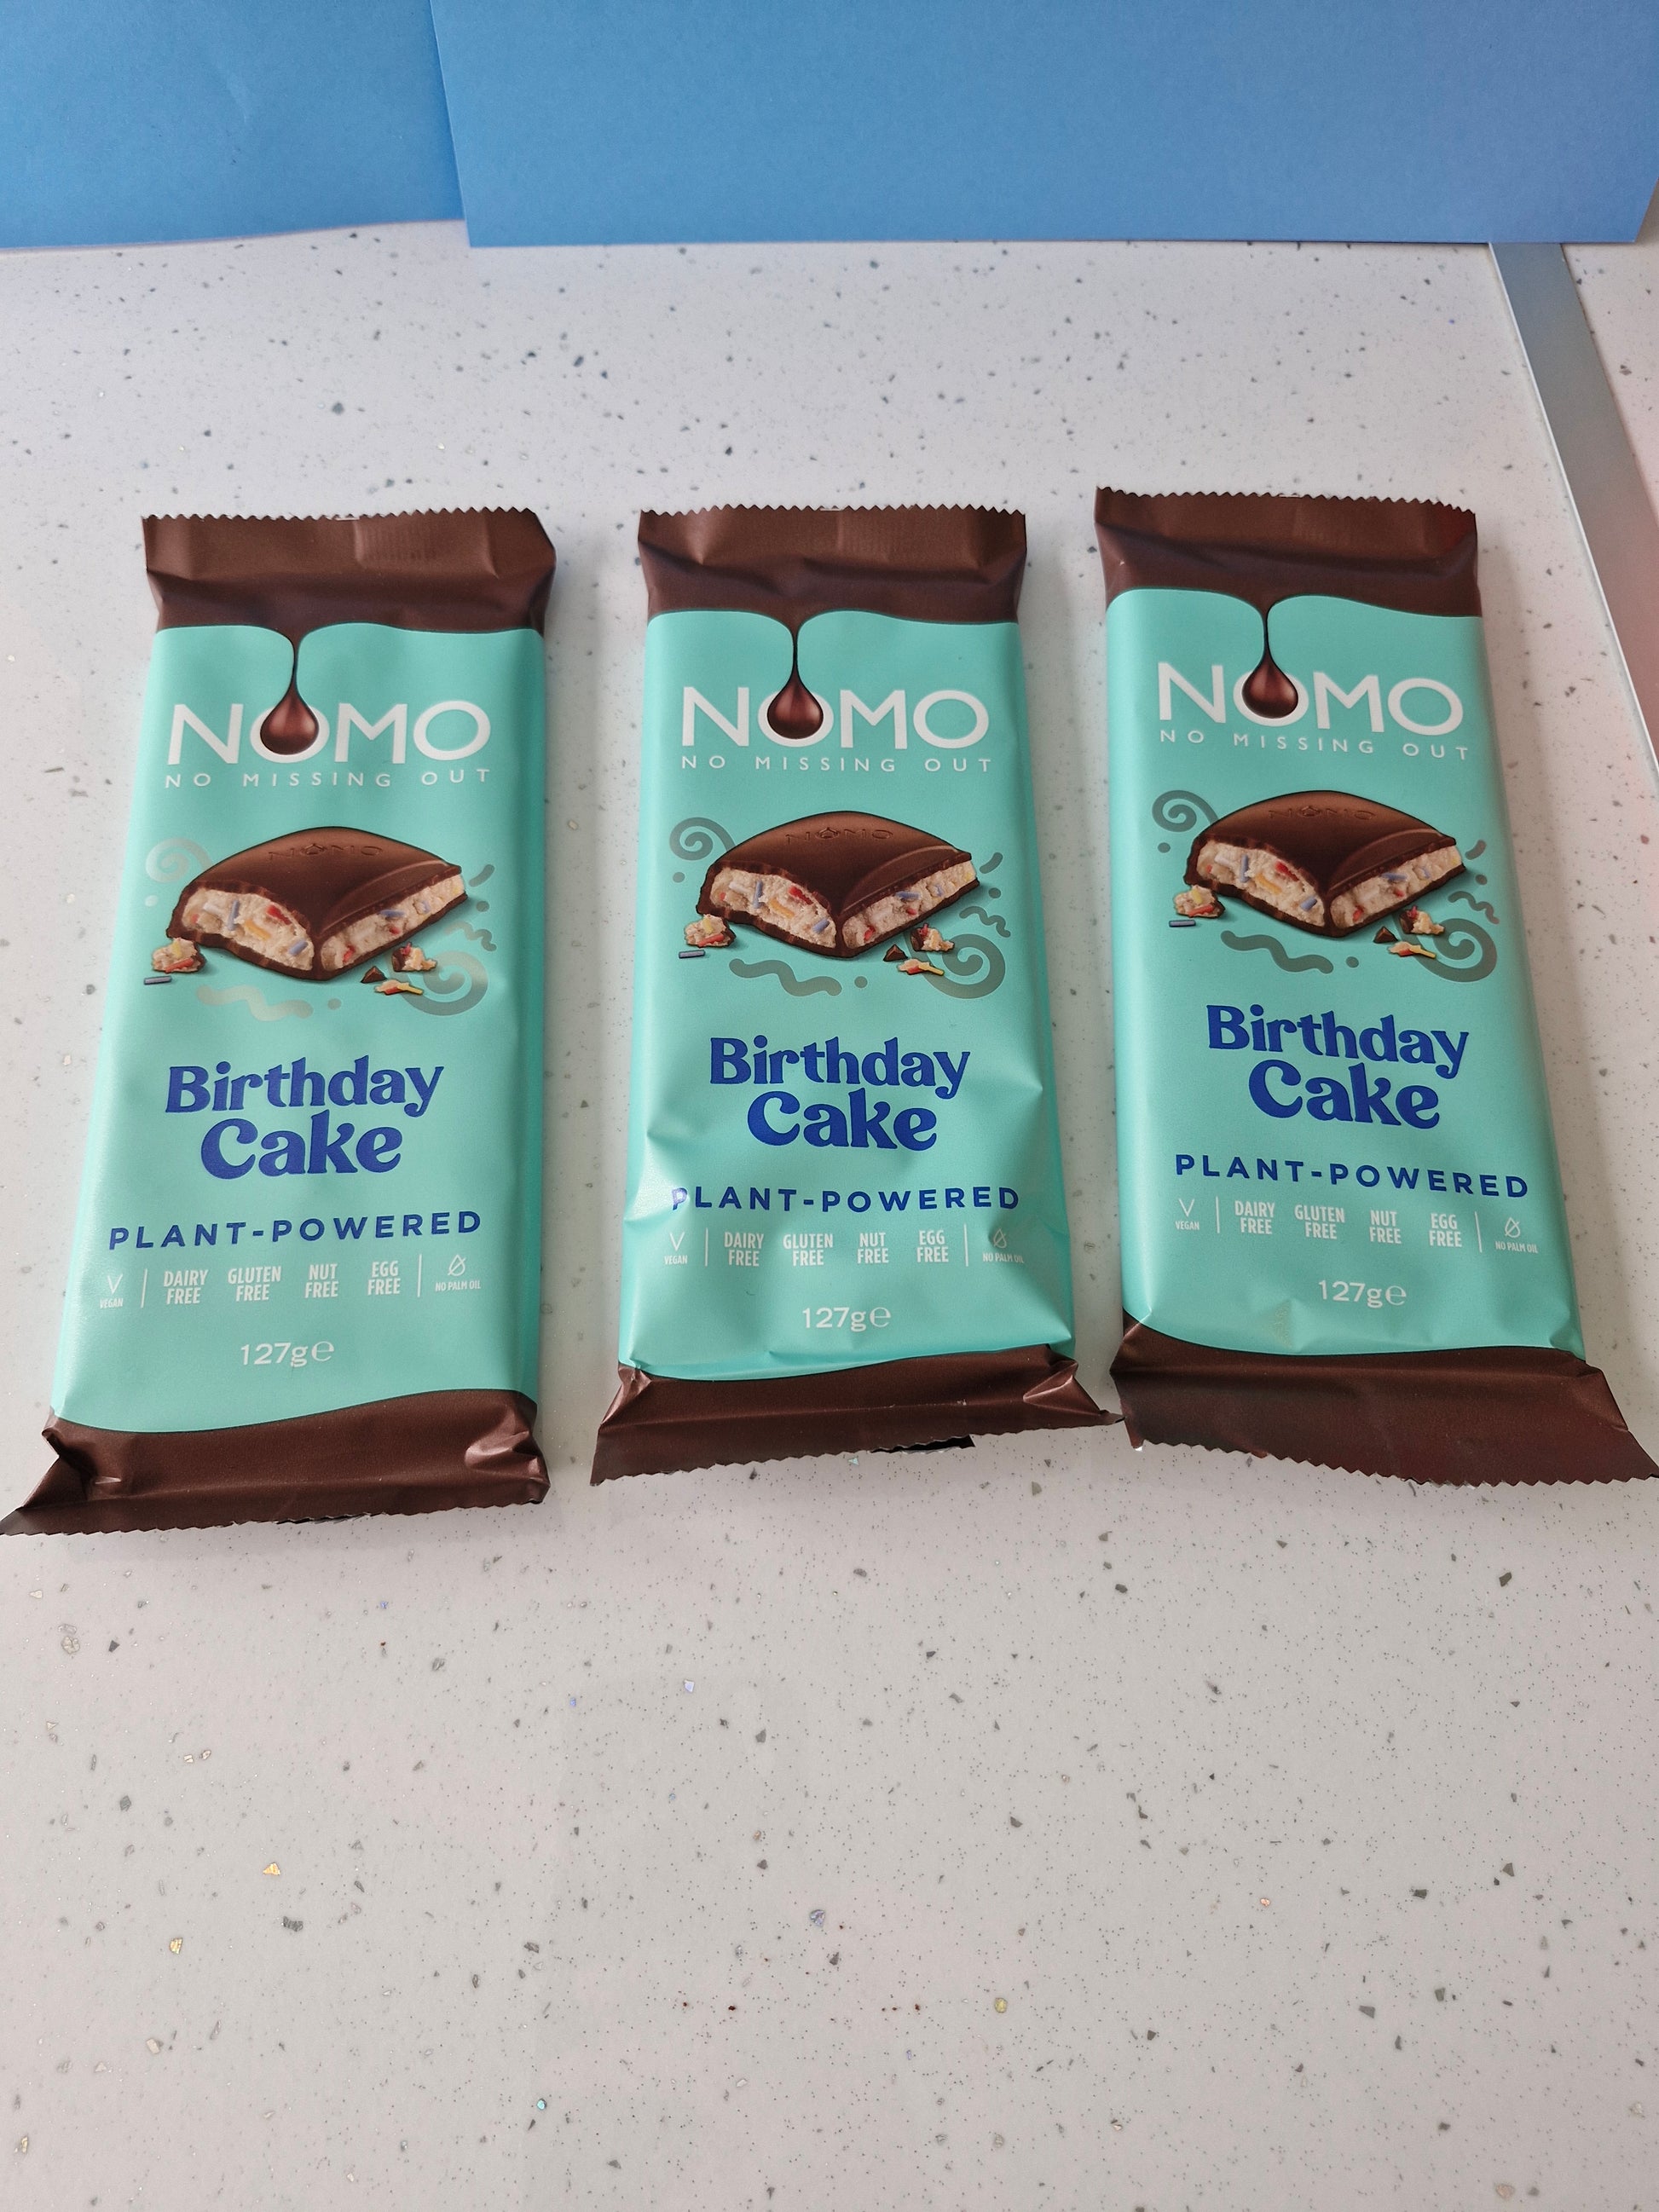 NOMO
NO MISSING OUT
NOMO
Birthday
Cake
PLANT-POWERED
V
VEGAN
DAIRY
FREE
GLUTEN
FREE
NUT
FREE
EGG
FREE
NO PALM OIL
127g℮
NOMO
NO MISSING OUT
NOMO
Birthday
Cake
PLANT-POWERED
V
VEGAN
DAIRY
FREE
GLUTEN
FREE
NUT
FREE
EGG
FREE
NO PALM OIL
127g℮
NOMO
NO MISSING OUT
NOMO
Birthday
Cake
PLANT-POWERED
V
VEGAN
DAIRY
FREE
GLUTEN
FREE
NUT
FREE
EGG
FREE
NO PALM OIL
127g℮